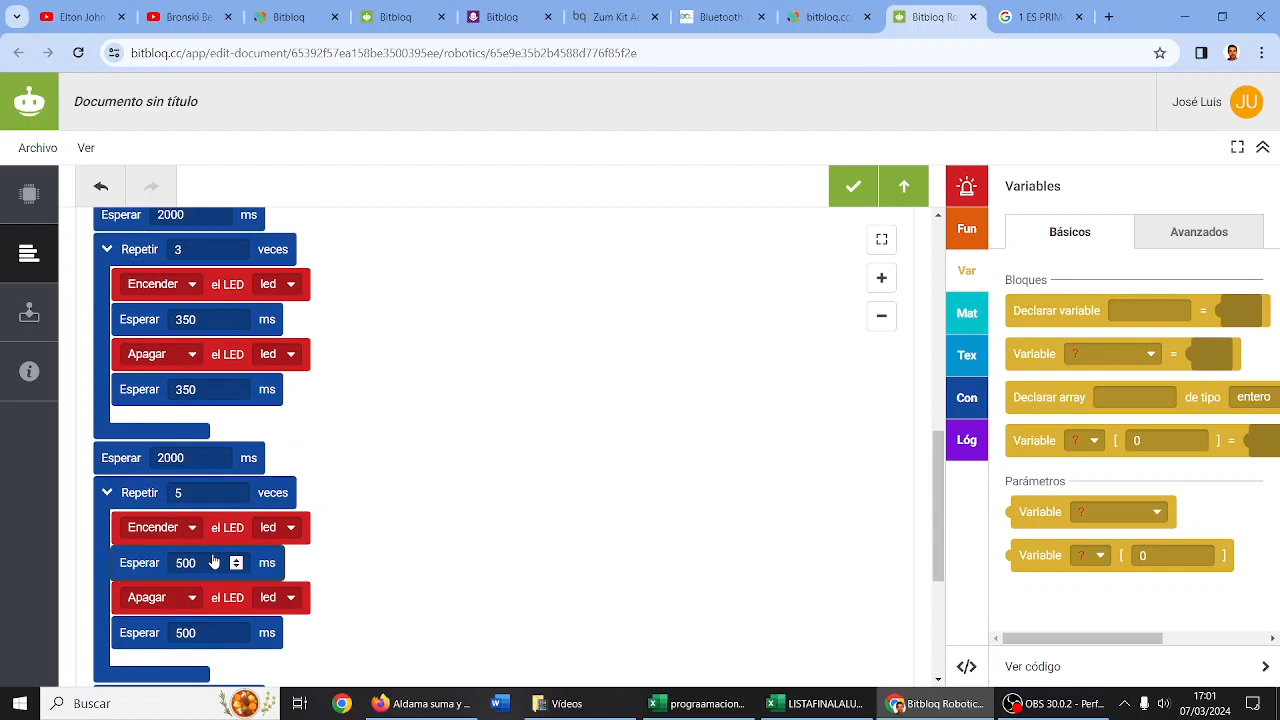 Elton John
Bronski Be
Bitbloq
Bitbloq
Bitbloq
Zum Kit Ac
Bluetooth
bitbloq.cc
Bitbloq Ro
1 ES PRIM
bitbloq.cc/app/edit-document/65392f57ea158be3500395ee/robotics/65e9e35b2b4588d776f85f2e
Documento sin título
José Luis
JU
Archivo
Ver
Esperar 2000 ms
Repetir 3 veces
Encender el LED led
Esperar 350 ms
Apagar el LED led
Esperar 350 ms
Esperar 2000 ms
Repetir 5 veces
Encender el LED led
Esperar 500 ms
Apagar el LED led
Esperar 500 ms
Fun
Var
Mat
Tex
Con
Lóg
Variables
Básicos
Avanzados
Bloques
Declarar variable =
Variable ? =
Declarar array de tipo entero
Variable ? [ 0 ] =
Parámetros
Variable ?
Variable ? [ 0 ]
</> Ver código
Buscar
Aldama suma y ...
Vídeos
prograamacion...
LISTAFINALALU...
Bitbloq Robotic...
OBS 30.0.2 - Perf...
17:01
07/03/2024